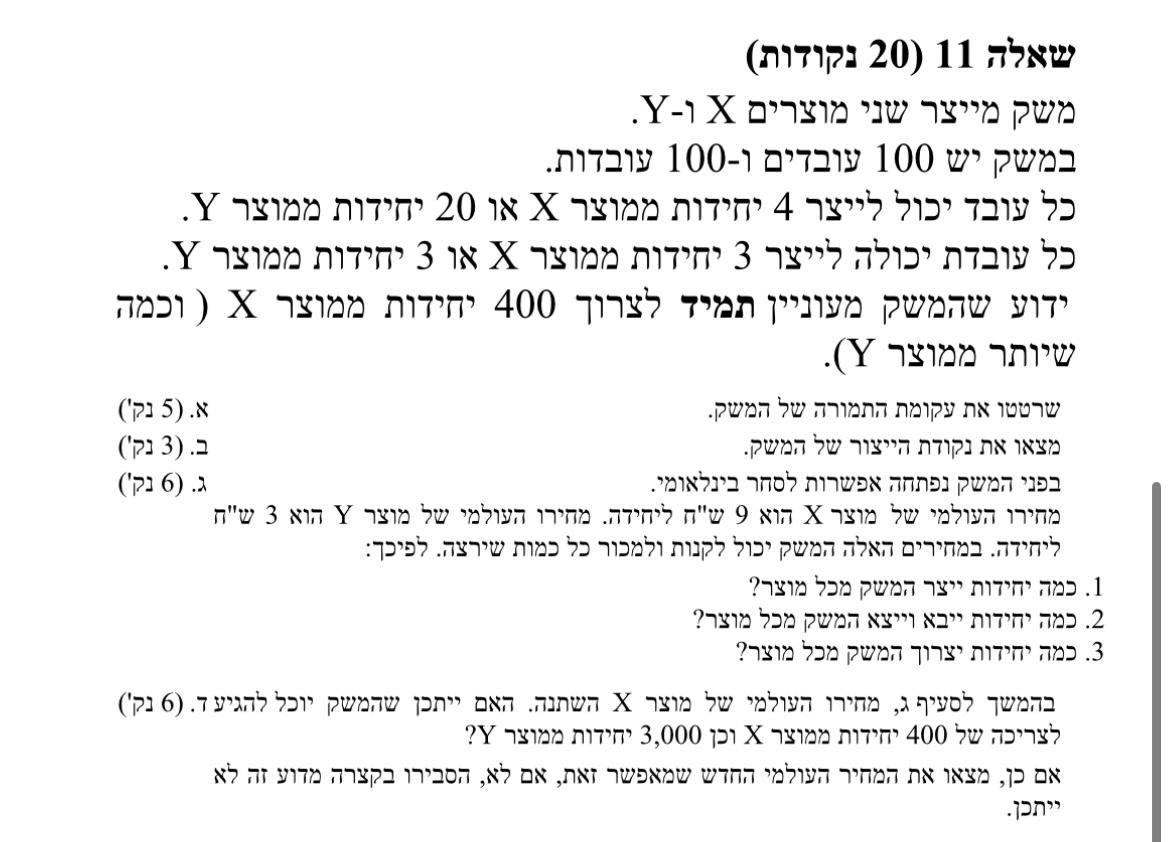 שאלה 11 (20 נקודות)
משק מייצר שני מוצרים X ו-Y.
במשק יש 100 עובדים ו-100 עובדות.
כל עובד יכול לייצר 4 יחידות ממוצר X או 20 יחידות ממוצר Y.
כל עובדת יכולה לייצר 3 יחידות ממוצר X או 3 יחידות ממוצר Y.
ידוע שהמשק מעוניין תמיד לצרוך 400 יחידות ממוצר X ( וכמה
שיותר ממוצר Y).
א. (5 נק') שרטטו את עקומת התמורה של המשק.
ב. (3 נק') מצאו את נקודת הייצור של המשק.
ג. (6 נק') בפני המשק נפתחה אפשרות לסחר בינלאומי.
מחירו העולמי של מוצר X הוא 9 ש"ח ליחידה. מחירו העולמי של מוצר Y הוא 3 ש"ח
ליחידה. במחירים האלה המשק יכול לקנות ולמכור כל כמות שירצה. לפיכך:
1. כמה יחידות ייצר המשק מכל מוצר?
2. כמה יחידות ייבא וייצא המשק מכל מוצר?
3. כמה יחידות יצרוך המשק מכל מוצר?
ד. (6 נק') בהמשך לסעיף ג, מחירו העולמי של מוצר X השתנה. האם ייתכן שהמשק יוכל להגיע
לצריכה של 400 יחידות ממוצר X וכן 3,000 יחידות ממוצר Y?
אם כן, מצאו את המחיר העולמי החדש שמאפשר זאת, אם לא, הסבירו בקצרה מדוע זה לא
ייתכן.